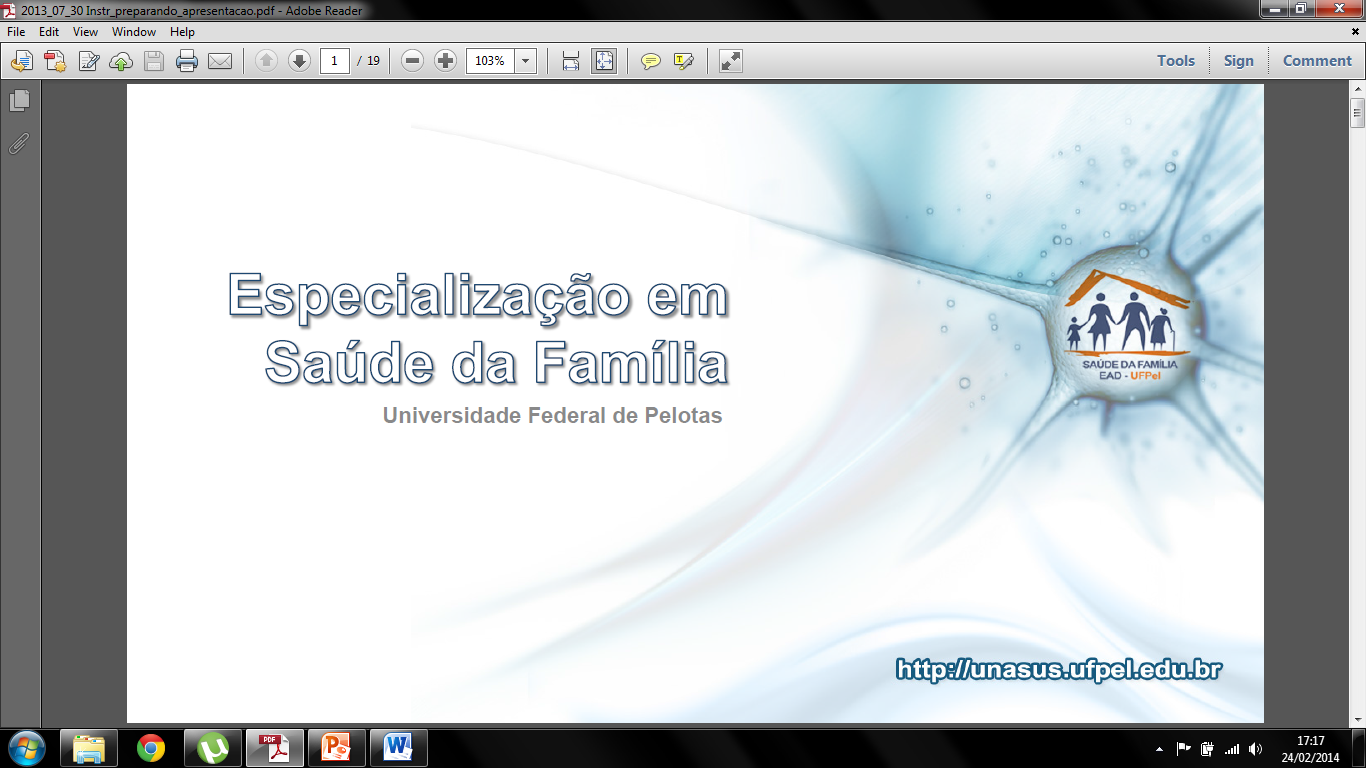 2013_07_30 Instr_preparando_apresentacao.pdf - Adobe Reader
File Edit View Window Help
1 / 19 103% Tools Sign Comment
Especialização em
Saúde da Família
Universidade Federal de Pelotas
SAÚDE DA FAMÍLIA
EAD - UFPel
http://unasus.ufpel.edu.br
17:17
24/02/2014